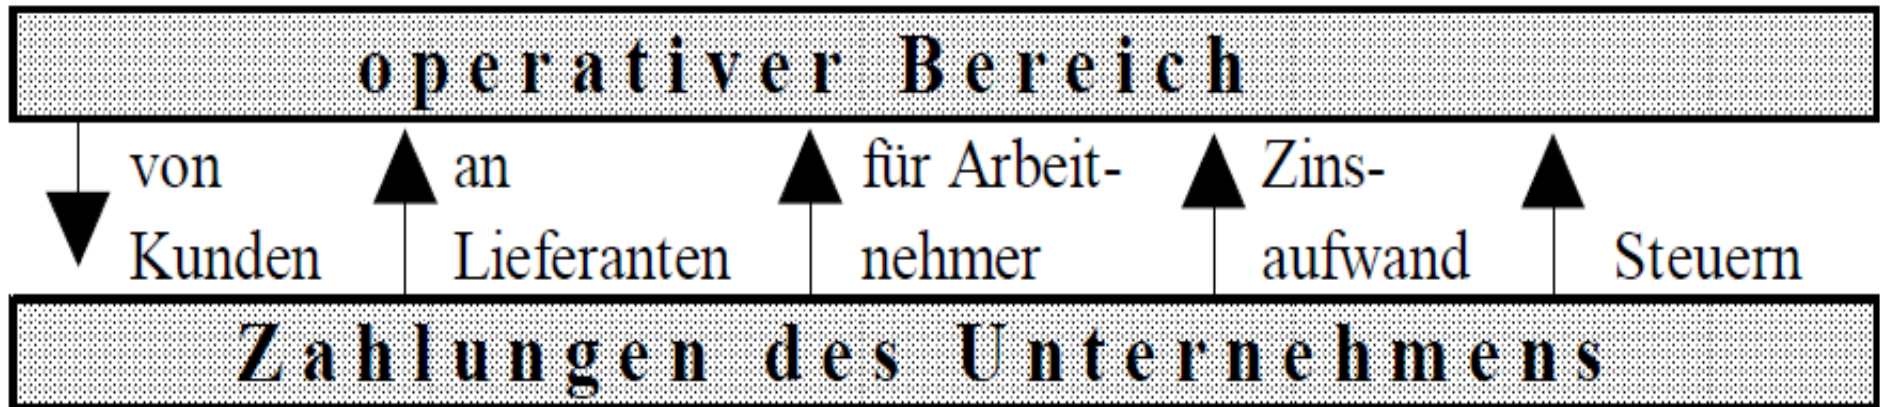 operativer Bereich
von an für Arbeit- Zins-
Kunden Lieferanten nehmer aufwand Steuern
Zahlungen des Unternehmens